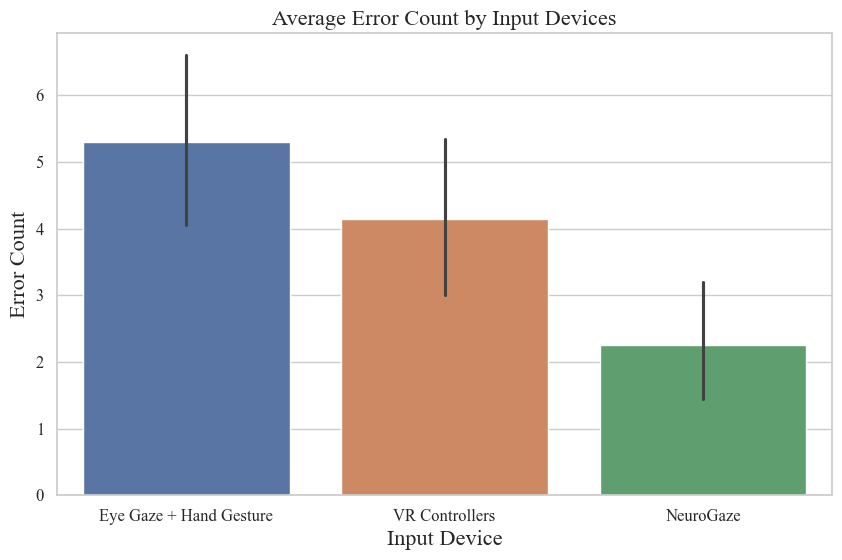 Average Error Count by Input Devices
Error Count
6
5
4
3
2
1
0
Eye Gaze + Hand Gesture
VR Controllers
NeuroGaze
Input Device